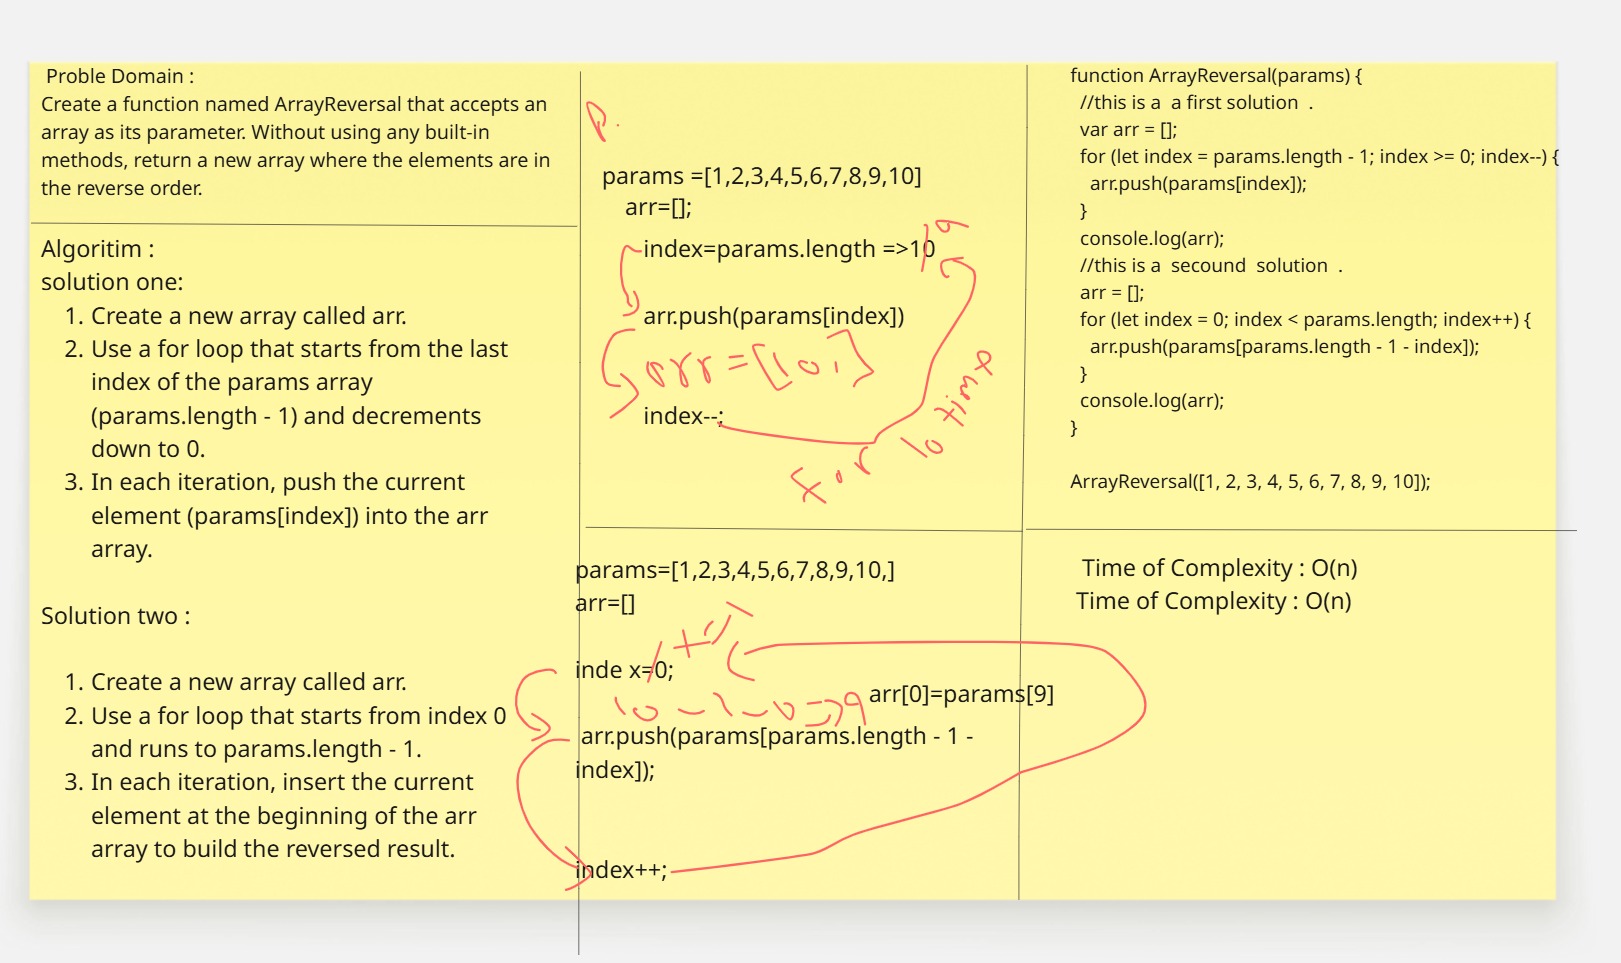 Proble Domain :
Create a function named ArrayReversal that accepts an
array as its parameter. Without using any built-in
methods, return a new array where the elements are in
the reverse order.
Algoritim :
solution one:
1. Create a new array called arr.
2. Use a for loop that starts from the last
index of the params array
(params.length - 1) and decrements
down to 0.
3. In each iteration, push the current
element (params[index]) into the arr
array.
Solution two :
1. Create a new array called arr.
2. Use a for loop that starts from index 0
and runs to params.length - 1.
3. In each iteration, insert the current
element at the beginning of the arr
array to build the reversed result.
P.
params =[1,2,3,4,5,6,7,8,9,10]
arr=[];
9
index=params.length =>10
arr.push(params[index])
arr=[10,]
index--;
For 10 time
params=[1,2,3,4,5,6,7,8,9,10,]
arr=[]
inde x=0;
arr[0]=params[9]
10-1-0=>9
arr.push(params[params.length - 1 -
index]);
index++;
function ArrayReversal(params) {
//this is a  a first solution  .
var arr = [];
for (let index = params.length - 1; index >= 0; index--) {
arr.push(params[index]);
}
console.log(arr);
//this is a  secound  solution  .
arr = [];
for (let index = 0; index < params.length; index++) {
arr.push(params[params.length - 1 - index]);
}
console.log(arr);
}
ArrayReversal([1, 2, 3, 4, 5, 6, 7, 8, 9, 10]);
Time of Complexity : O(n)
Time of Complexity : O(n)